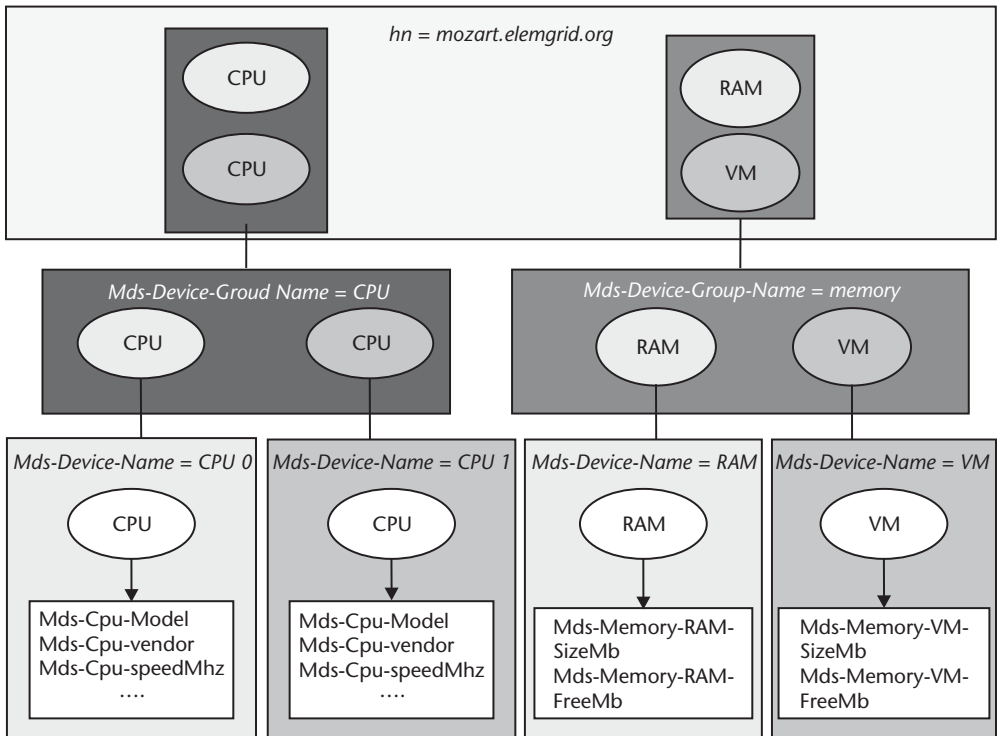 hn = mozart.elemgrid.org
CPU
CPU
RAM
VM
Mds-Device-Groud Name = CPU
CPU
CPU
Mds-Device-Group-Name = memory
RAM
VM
Mds-Device-Name = CPU 0
CPU
Mds-Cpu-Model
Mds-Cpu-vendor
Mds-Cpu-speedMhz
....
Mds-Device-Name = CPU 1
CPU
Mds-Cpu-Model
Mds-Cpu-vendor
Mds-Cpu-speedMhz
....
Mds-Device-Name = RAM
RAM
Mds-Memory-RAM-
SizeMb
Mds-Memory-RAM-
FreeMb
Mds-Device-Name = VM
VM
Mds-Memory-VM-
SizeMb
Mds-Memory-VM-
FreeMb